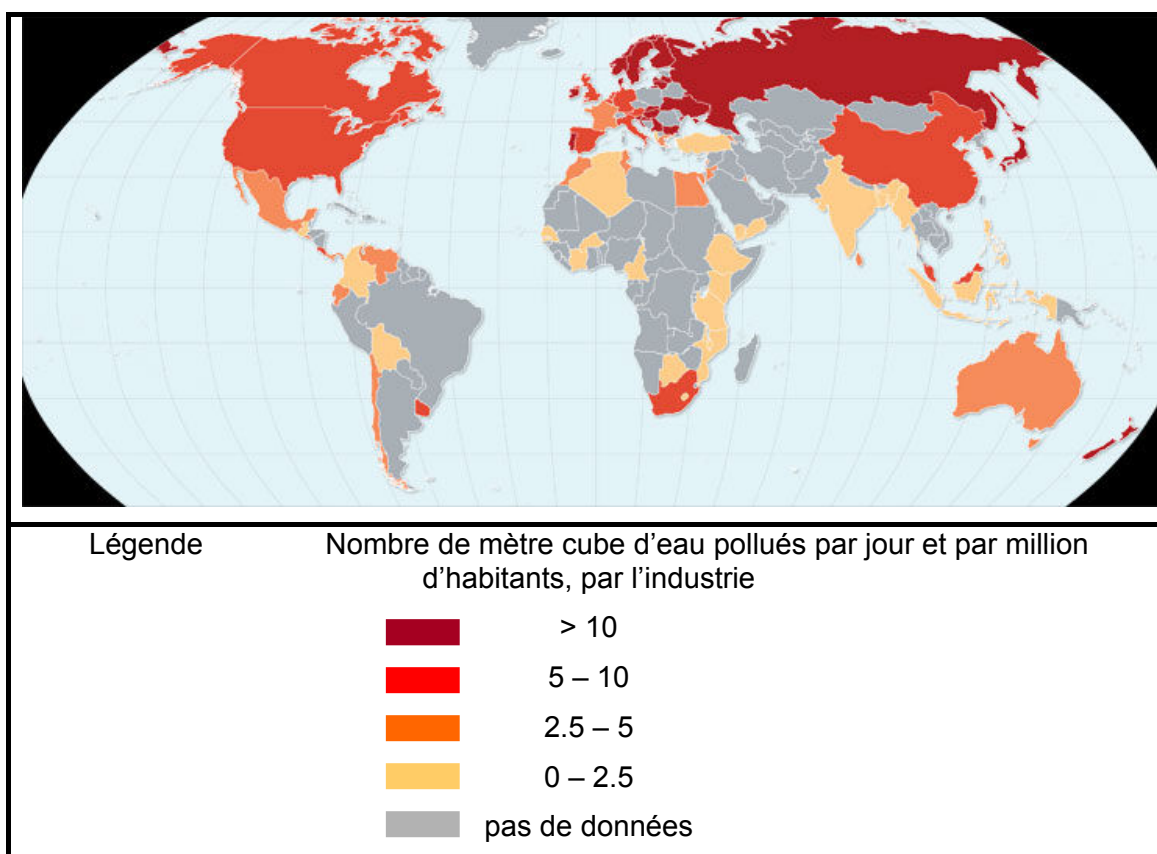 Légende
Nombre de mètre cube d’eau pollués par jour et par million
d’habitants, par l’industrie
> 10
5 – 10
2.5 – 5
0 – 2.5
pas de données